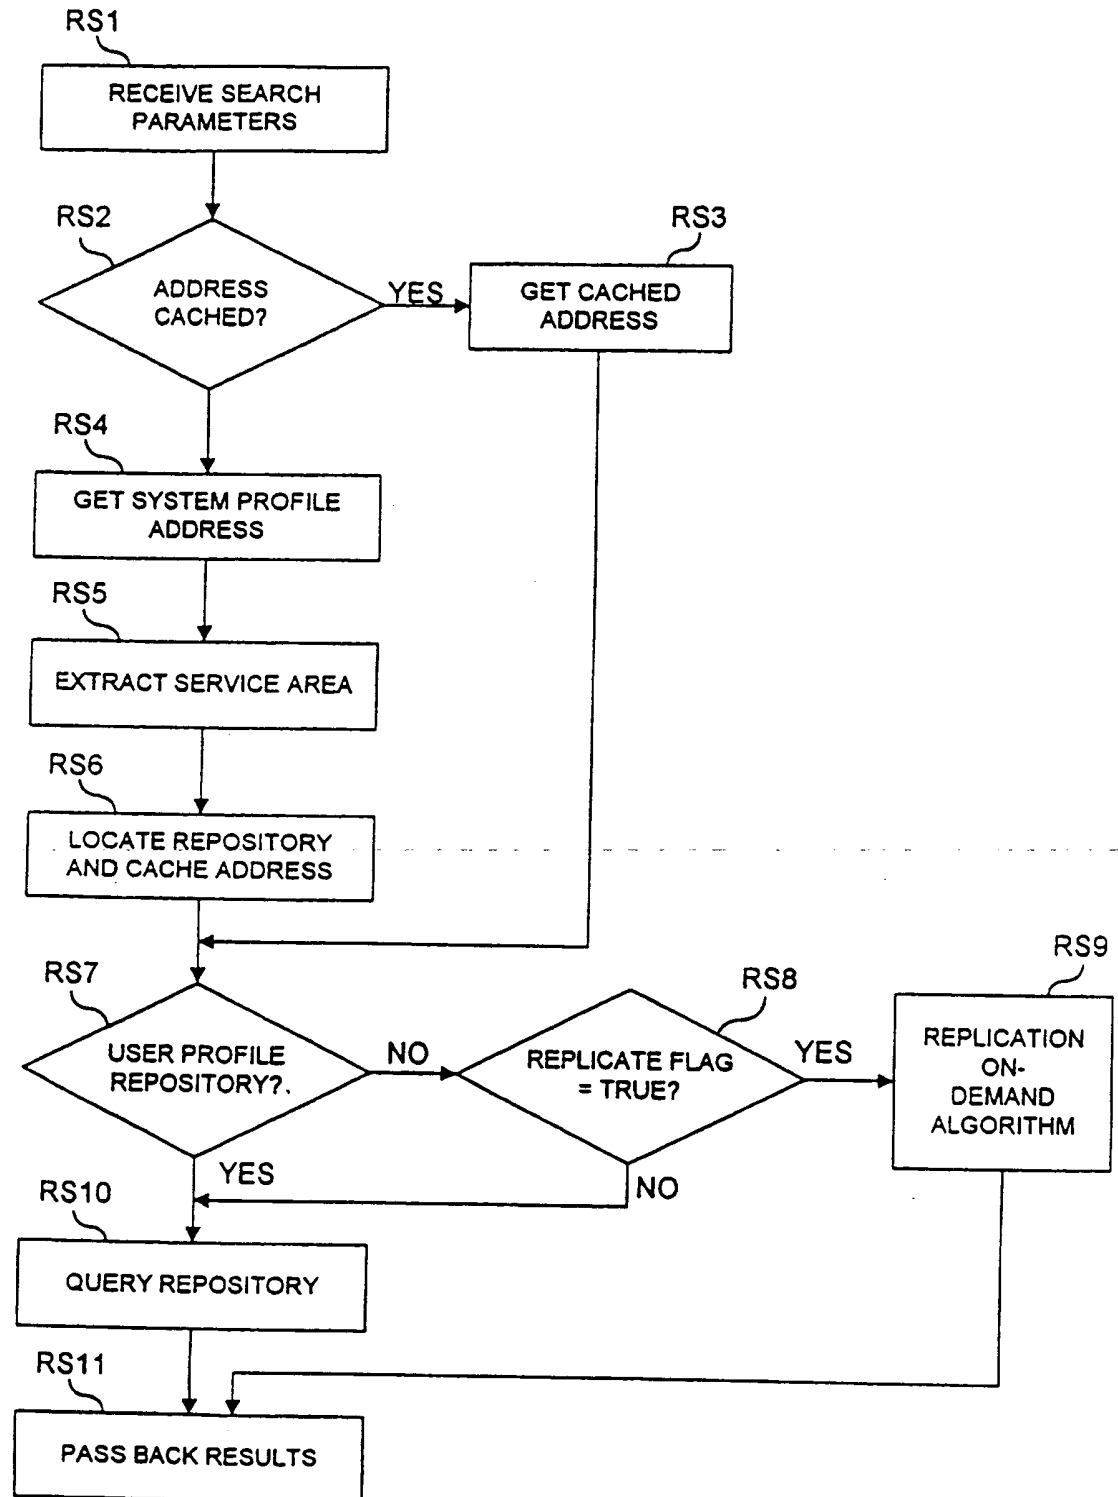 RS1
RECEIVE SEARCH
PARAMETERS
RS2
ADDRESS
CACHED?
YES
RS3
GET CACHED
ADDRESS
RS4
GET SYSTEM PROFILE
ADDRESS
RS5
EXTRACT SERVICE AREA
RS6
LOCATE REPOSITORY
AND CACHE ADDRESS
RS7
USER PROFILE
REPOSITORY?.
NO
RS8
REPLICATE FLAG
= TRUE?
YES
RS9
REPLICATION
ON-
DEMAND
ALGORITHM
YES
NO
RS10
QUERY REPOSITORY
RS11
PASS BACK RESULTS